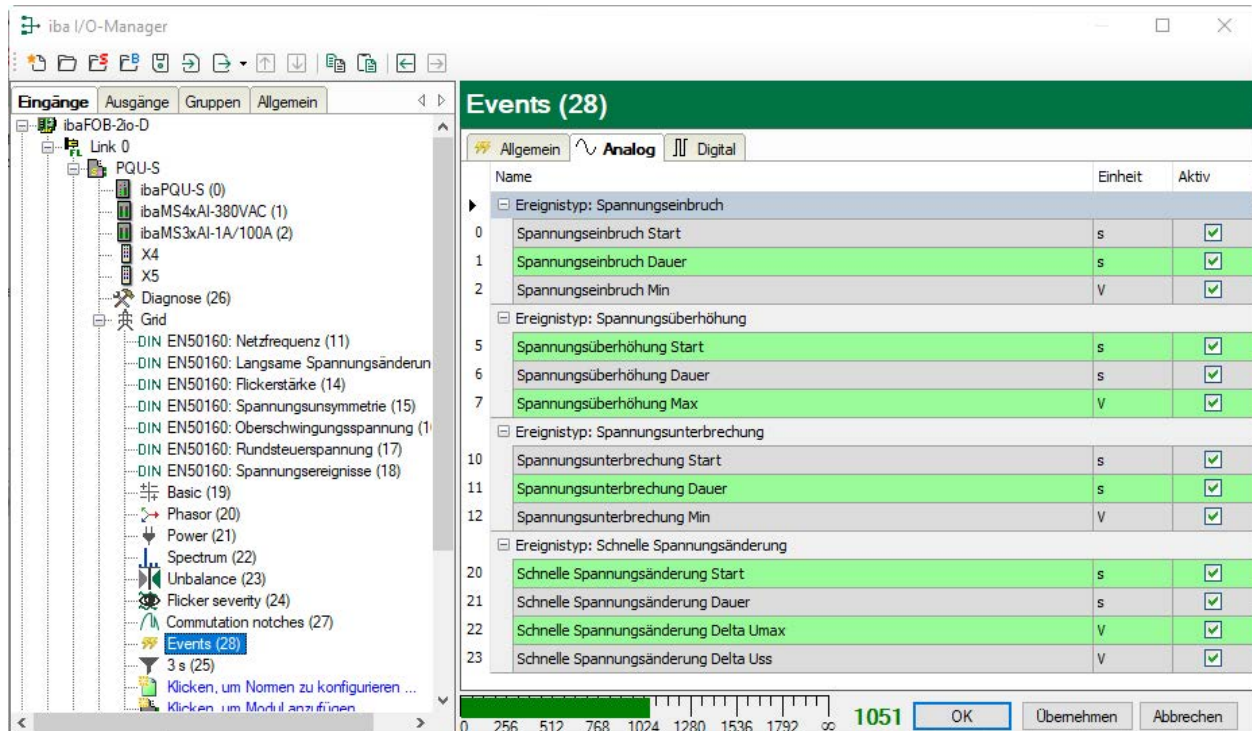 iba I/O-Manager
Eingänge Ausgänge Gruppen Allgemein
ibaFOB-2io-D
Link 0
PQU-S
ibaPQU-S (0)
ibaMS4xAI-380VAC (1)
ibaMS3xAI-1A/100A (2)
X4
X5
Diagnose (26)
Grid
DIN EN50160: Netzfrequenz (11)
DIN EN50160: Langsame Spannungsänderun
DIN EN50160: Flickerstärke (14)
DIN EN50160: Spannungsunsymmetrie (15)
DIN EN50160: Oberschwingungsspannung (1
DIN EN50160: Rundsteuerspannung (17)
DIN EN50160: Spannungsereignisse (18)
Basic (19)
Phasor (20)
Power (21)
Spectrum (22)
Unbalance (23)
Flicker severity (24)
Commutation notches (27)
Events (28)
3 s (25)
Klicken, um Normen zu konfigurieren ...
Klicken, um Modul anzufügen
Events (28)
Allgemein Analog Digital
Name Einheit Aktiv
Ereignistyp: Spannungseinbruch
0 Spannungseinbruch Start s
1 Spannungseinbruch Dauer s
2 Spannungseinbruch Min V
Ereignistyp: Spannungsüberhöhung
5 Spannungsüberhöhung Start s
6 Spannungsüberhöhung Dauer s
7 Spannungsüberhöhung Max V
Ereignistyp: Spannungsunterbrechung
10 Spannungsunterbrechung Start s
11 Spannungsunterbrechung Dauer s
12 Spannungsunterbrechung Min V
Ereignistyp: Schnelle Spannungsänderung
20 Schnelle Spannungsänderung Start s
21 Schnelle Spannungsänderung Dauer s
22 Schnelle Spannungsänderung Delta Umax V
23 Schnelle Spannungsänderung Delta Uss V
0 256 512 768 1024 1280 1536 1792 ∞ 1051 OK Übernehmen Abbrechen